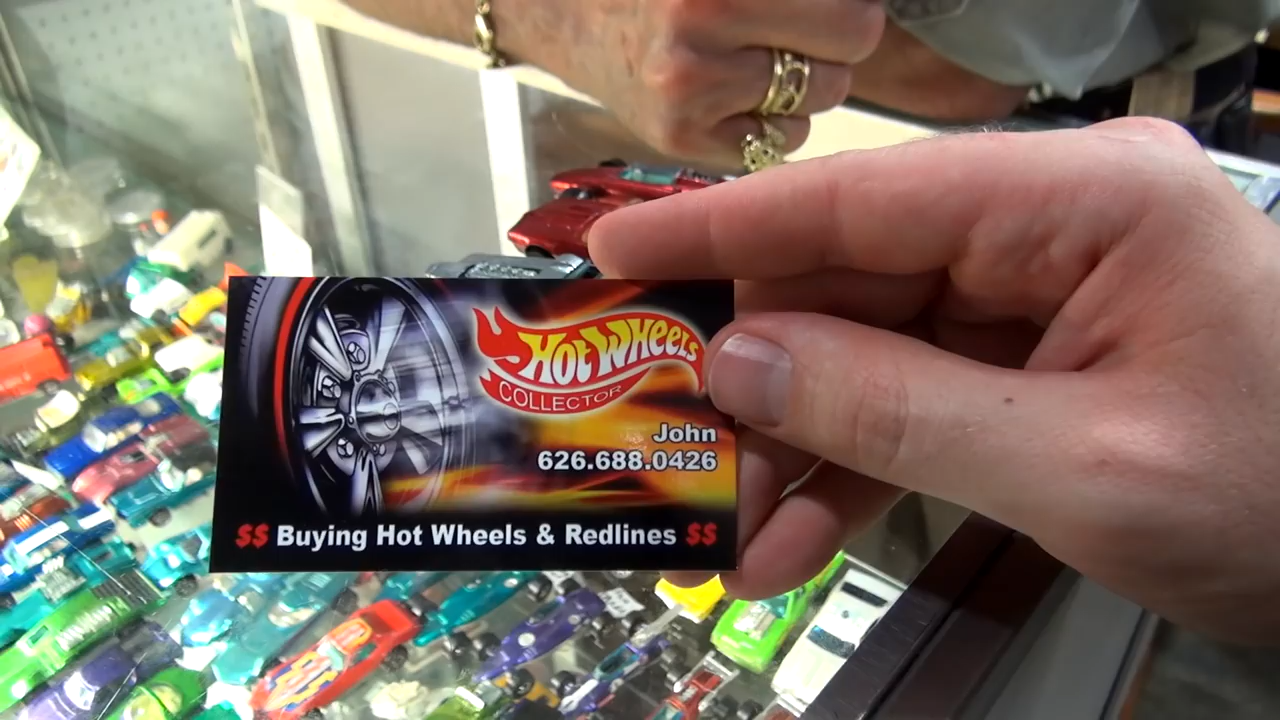 Hot Wheels
COLLECTOR
John
626.688.0426
$$ Buying Hot Wheels & Redlines $$